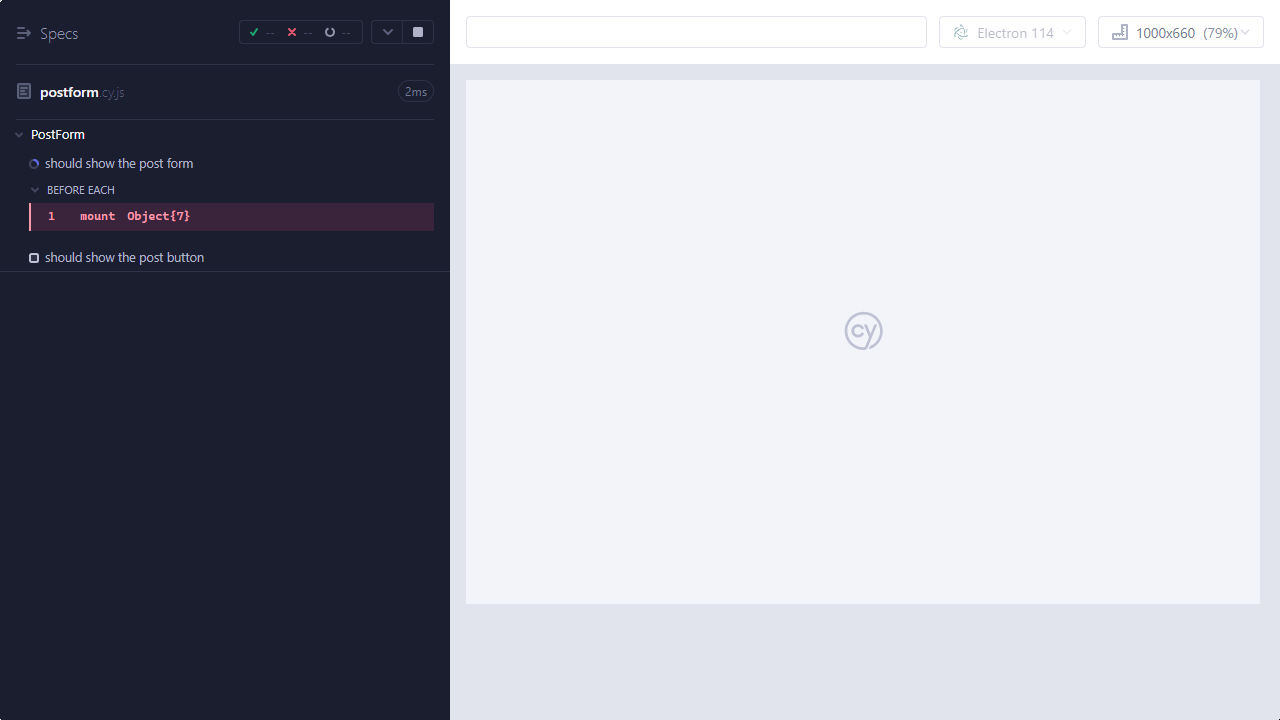 Specs -- -- --
postform.cy.js 2ms
PostForm
should show the post form
BEFORE EACH
1 mount Object{7}
should show the post button
Electron 114 1000x660 (79%)
cy